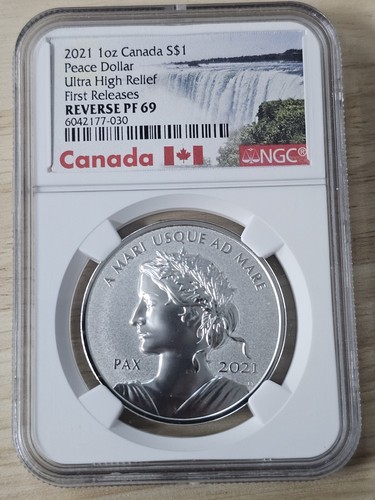 2021 1oz Canada S$1
Peace Dollar
Ultra High Relief
First Releases
REVERSE PF 69
6042177-030
Canada
NGC®
A MARI USQUE AD MARE
PAX 2021